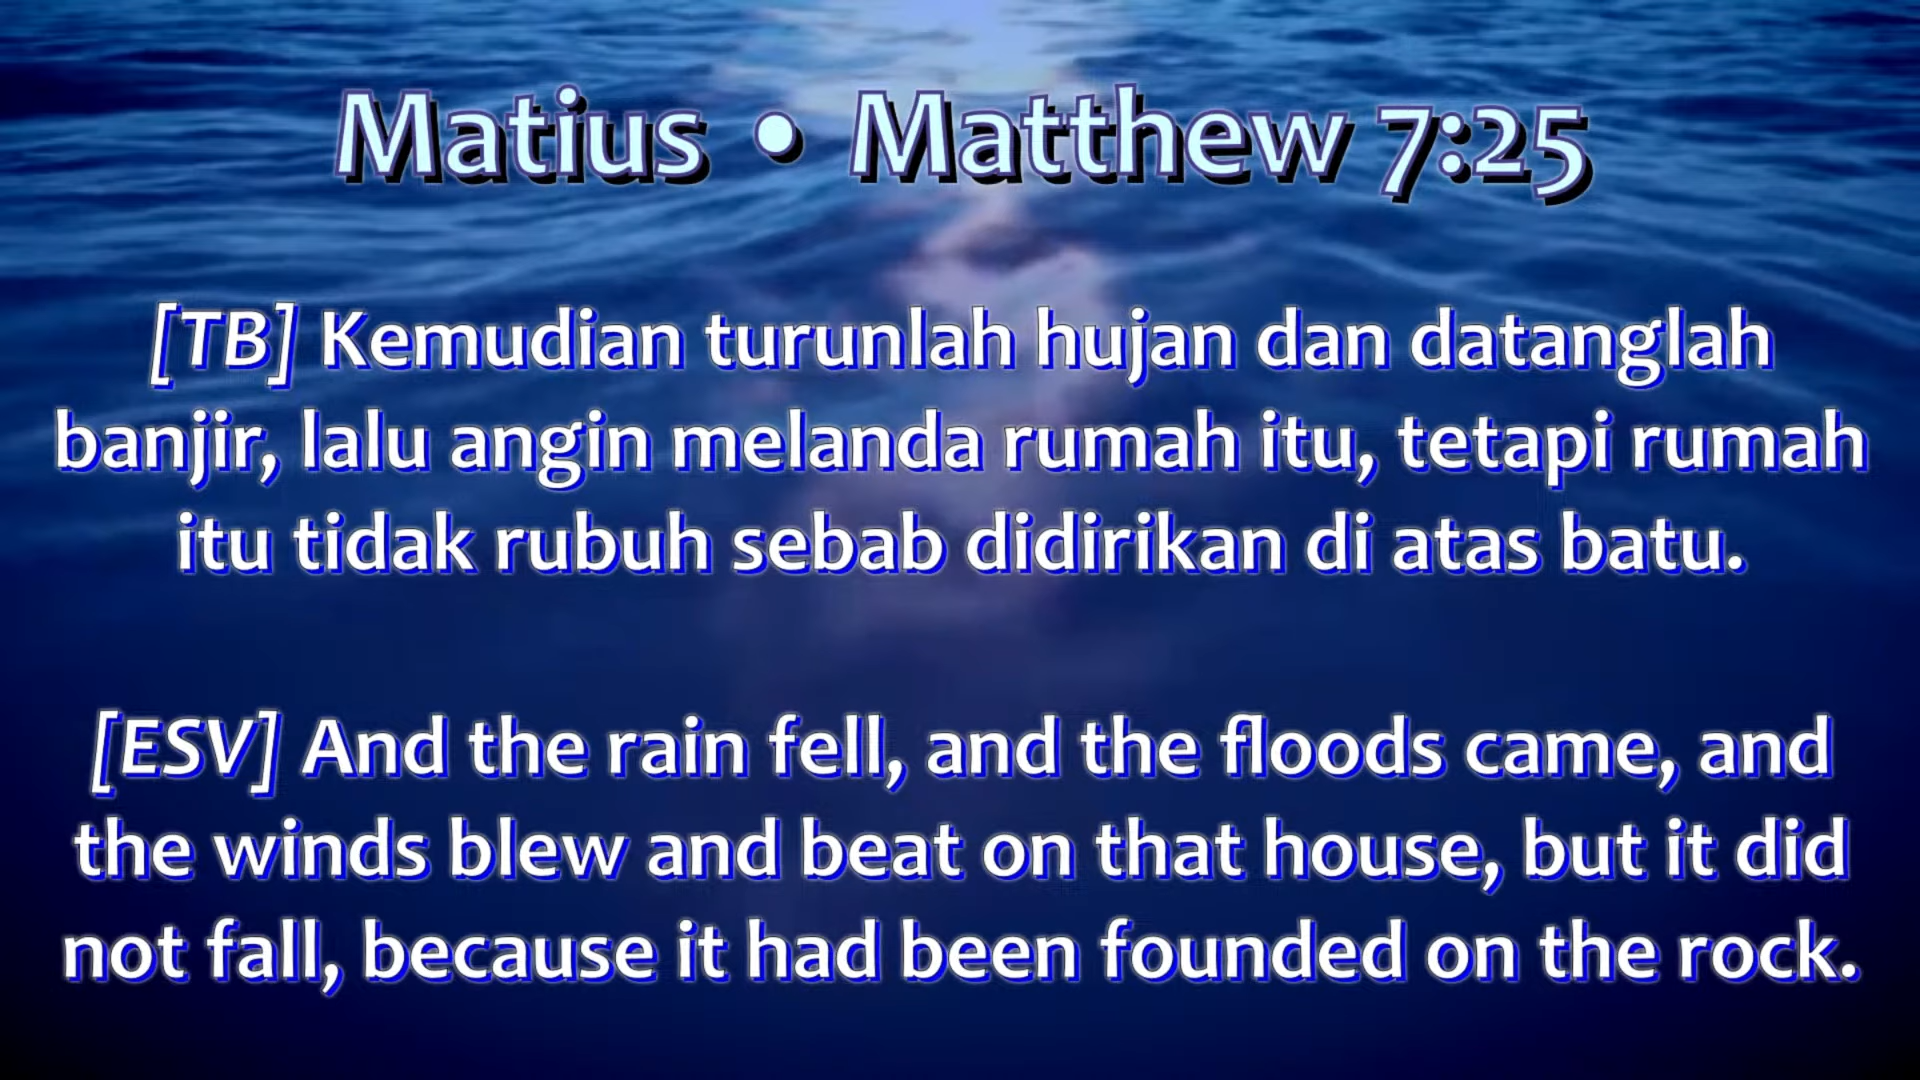 Matius • Matthew 7:25
[TB] Kemudian turunlah hujan dan datanglah
banjir, lalu angin melanda rumah itu, tetapi rumah
itu tidak rubuh sebab didirikan di atas batu.
[ESV] And the rain fell, and the floods came, and
the winds blew and beat on that house, but it did
not fall, because it had been founded on the rock.